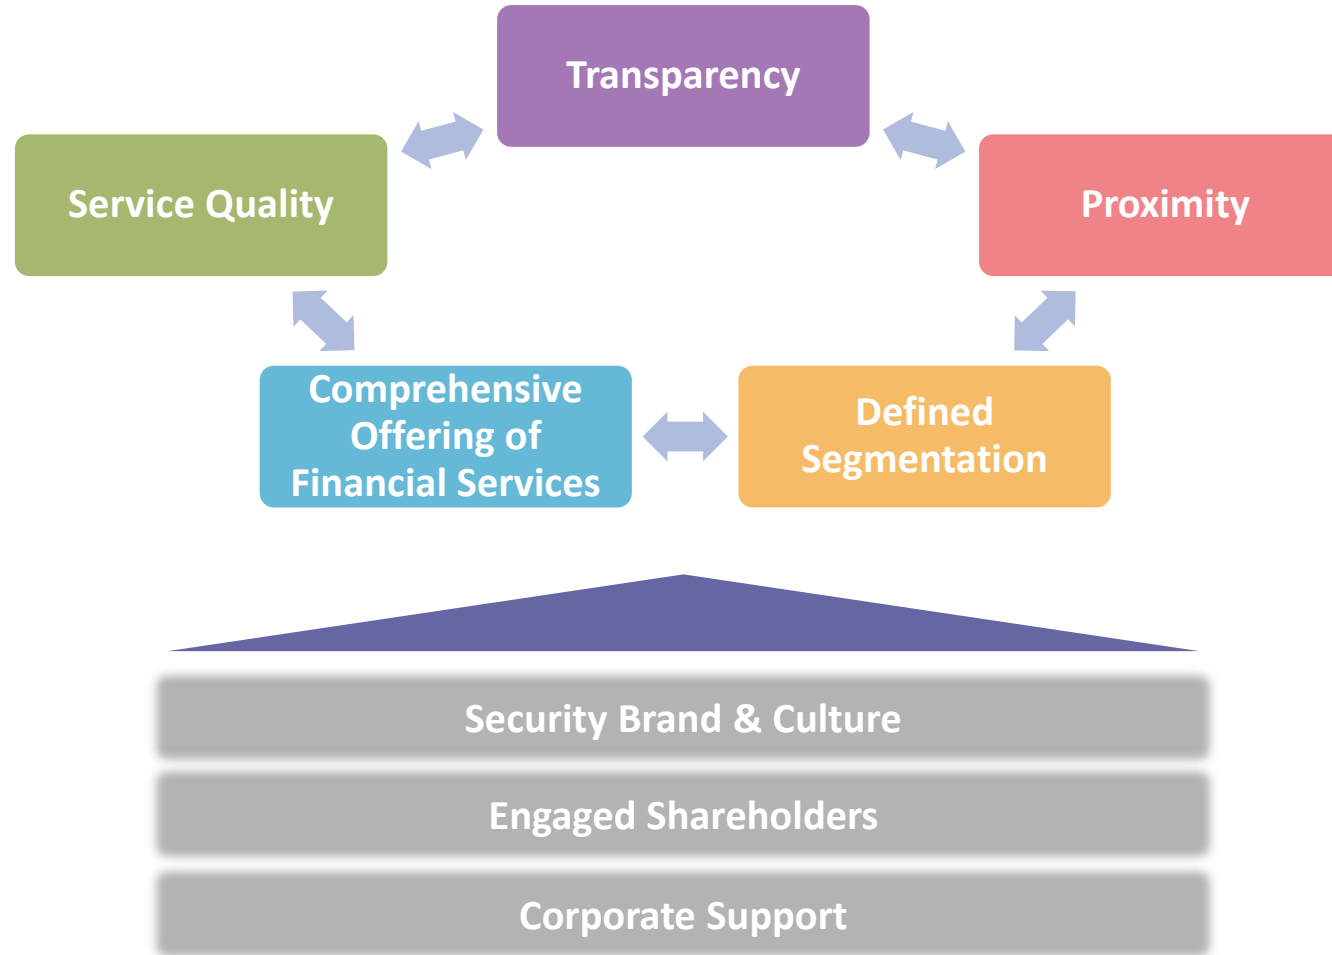 Transparency
Service Quality
Proximity
Comprehensive
Offering of
Financial Services
Defined
Segmentation
Security Brand & Culture
Engaged Shareholders
Corporate Support